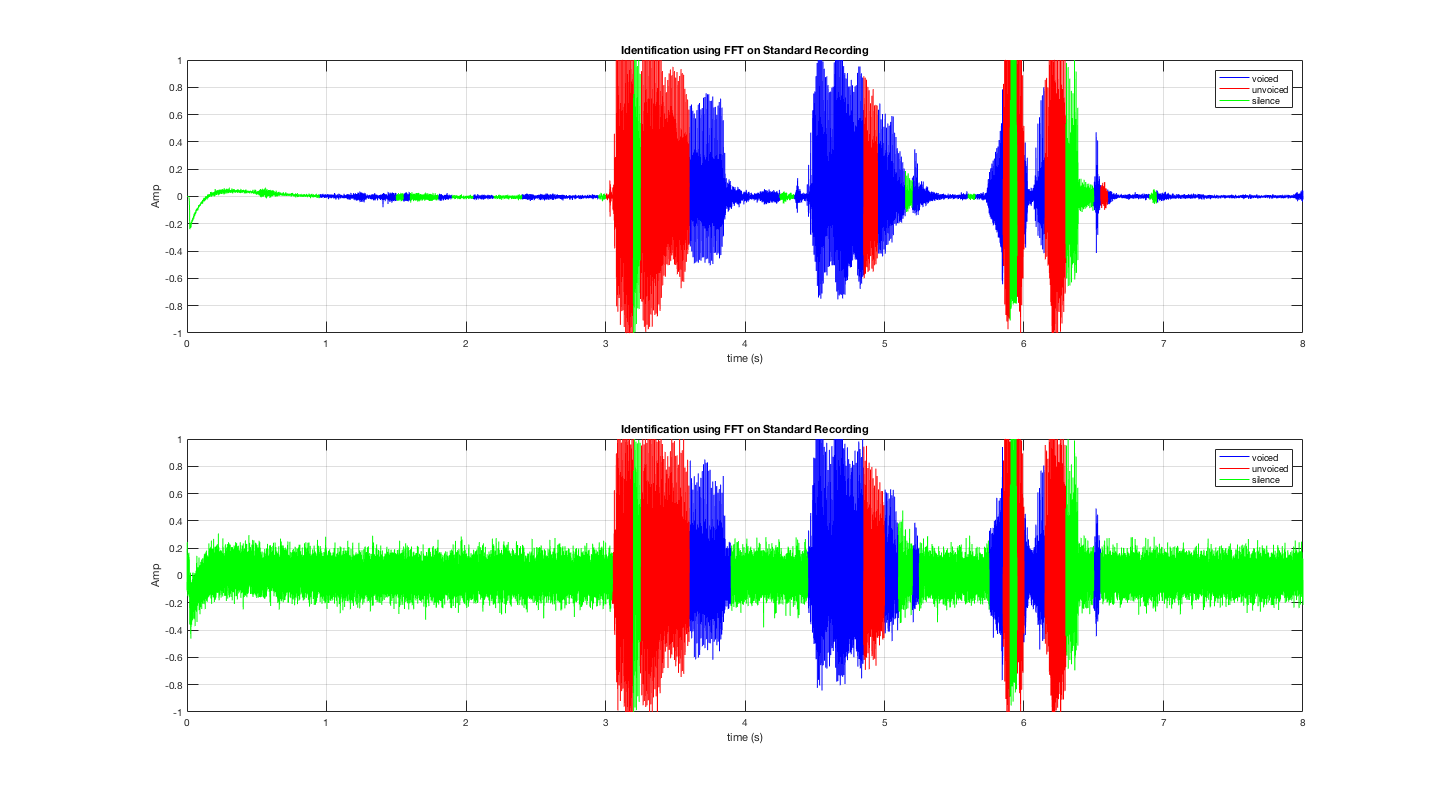 Identification using FFT on Standard Recording
1
0.8
0.6
0.4
0.2
0
-0.2
-0.4
-0.6
-0.8
-1
Amp
voiced
unvoiced
silence
0 1 2 3 4 5 6 7 8
time (s)
Identification using FFT on Standard Recording
1
0.8
0.6
0.4
0.2
0
-0.2
-0.4
-0.6
-0.8
-1
Amp
voiced
unvoiced
silence
0 1 2 3 4 5 6 7 8
time (s)